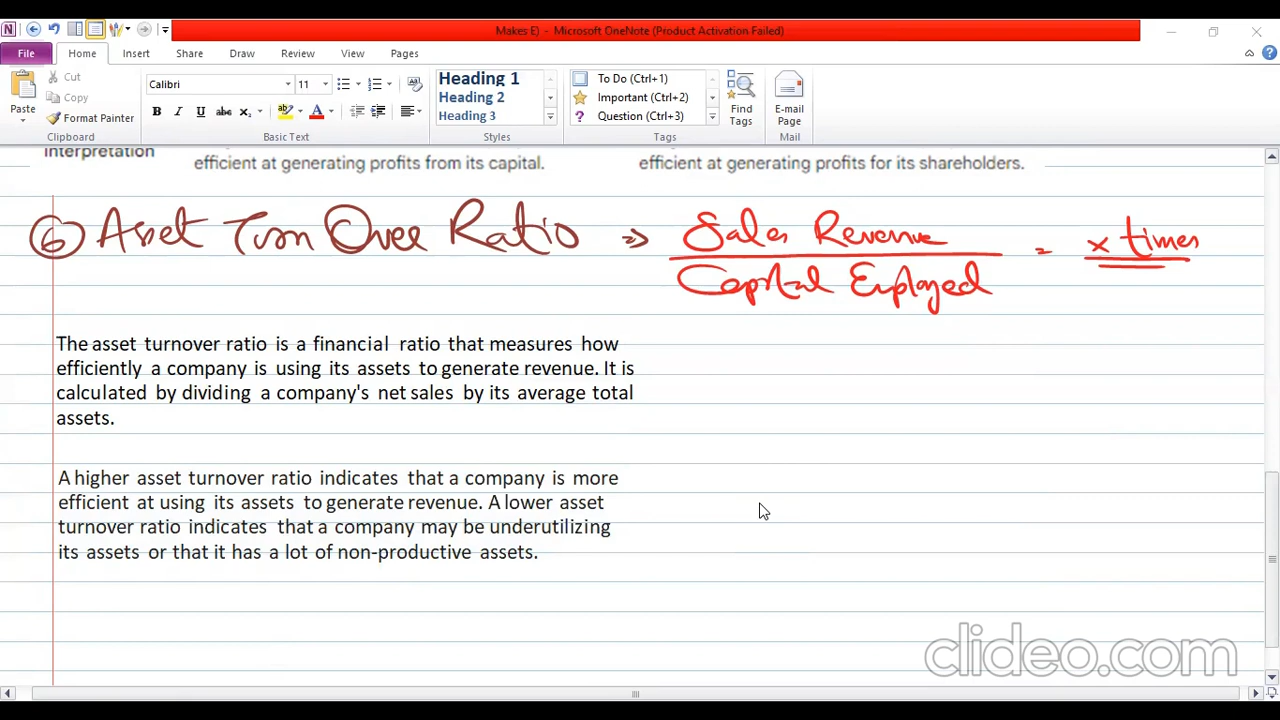 Makes E) - Microsoft OneNote (Product Activation Failed)
File Home Insert Share Draw Review View Pages
Paste
Cut
Copy
Format Painter
Clipboard
Calibri 11
B I U abc x₂ ab A
Basic Text
Heading 1
Heading 2
Heading 3
Styles
To Do (Ctrl+1)
Important (Ctrl+2)
Question (Ctrl+3)
Tags
Find
Tags
E-mail
Page
Mail
interpretation
efficient at generating profits from its capital.
efficient at generating profits for its shareholders.
6 Asset Turn Over Ratio ⇒ Sales Revenue
Capital Employed
= x times
The asset turnover ratio is a financial ratio that measures how
efficiently a company is using its assets to generate revenue. It is
calculated by dividing a company's net sales by its average total
assets.
A higher asset turnover ratio indicates that a company is more
efficient at using its assets to generate revenue. A lower asset
turnover ratio indicates that a company may be underutilizing
its assets or that it has a lot of non-productive assets.
clideo.com